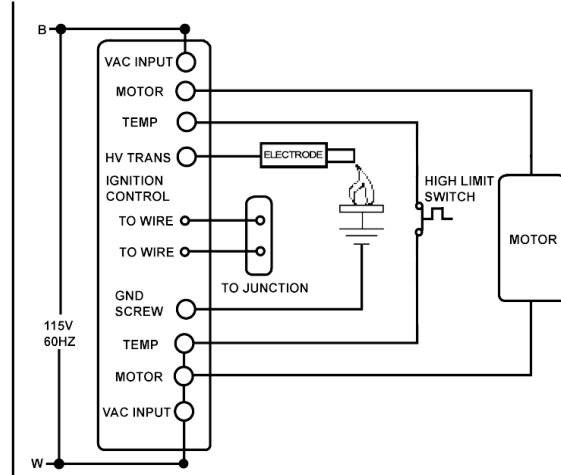 B
VAC INPUT
MOTOR
TEMP
HV TRANS
ELECTRODE
IGNITION
CONTROL
HIGH LIMIT
SWITCH
TO WIRE
TO WIRE
MOTOR
TO JUNCTION
GND
SCREW
115V
60HZ
TEMP
MOTOR
VAC INPUT
W